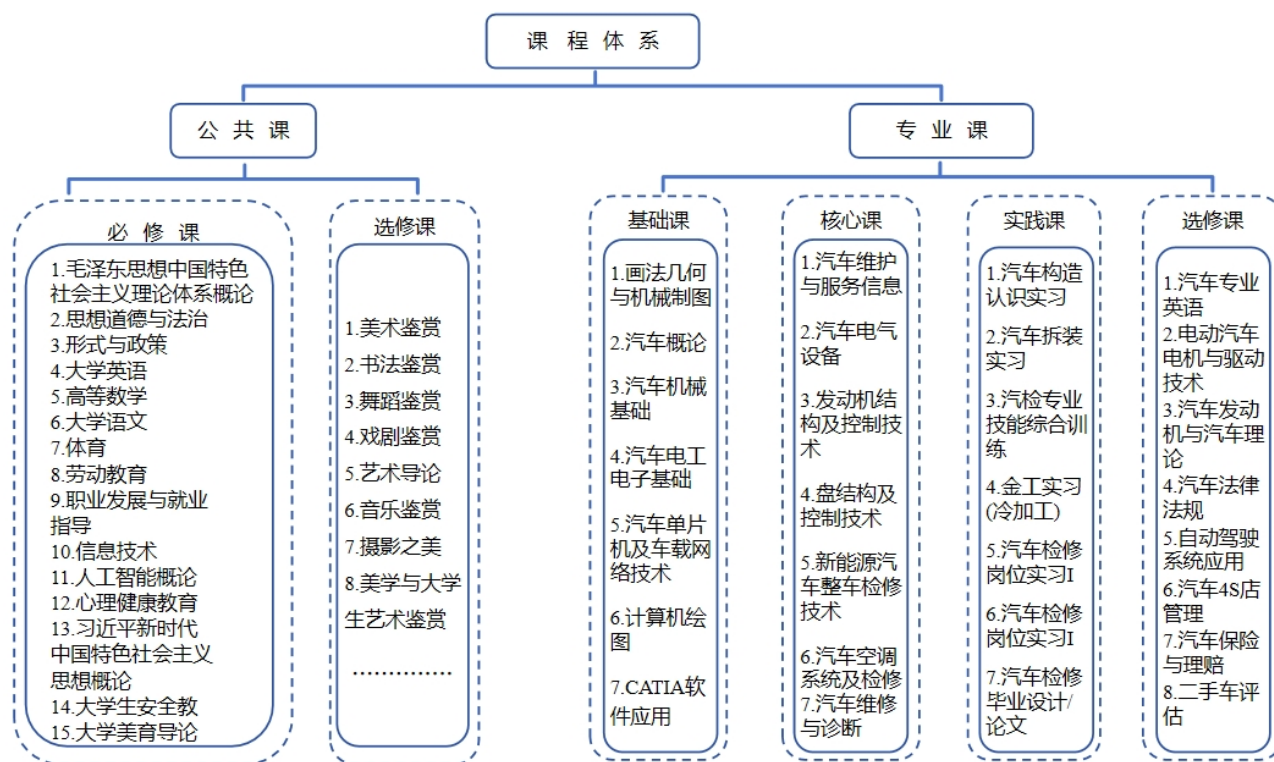 课 程 体 系
公 共 课
专 业 课
必 修 课
1.毛泽东思想中国特色
社会主义理论体系概论
2.思想道德与法治
3.形式与政策
4.大学英语
5.高等数学
6.大学语文
7.体育
8.劳动教育
9.职业发展与就业
指导
10.信息技术
11.人工智能概论
12.心理健康教育
13.习近平新时代
中国特色社会主义
思想概论
14.大学生安全教
15.大学美育导论
选修课
1.美术鉴赏
2.书法鉴赏
3.舞蹈鉴赏
4.戏剧鉴赏
5.艺术导论
6.音乐鉴赏
7.摄影之美
8.美学与大学
生艺术鉴赏
……………
基础课
1.画法几何
与机械制图
2.汽车概论
3.汽车机械
基础
4.汽车电工
电子基础
5.汽车单片
机及车载网
络技术
6.计算机绘
图
7.CATIA软
件应用
核心课
1.汽车维护
与服务信息
2.汽车电气
设备
3.发动机结
构及控制技
术
4.盘结构及
控制技术
5.新能源汽
车整车检修
技术
6.汽车空调
系统及检修
7.汽车维修
与诊断
实践课
1.汽车构造
认识实习
2.汽车拆装
实习
3.汽检专业
技能综合训
练
4.金工实习
(冷加工)
5.汽车检修
岗位实习I
6.汽车检修
岗位实习I
7.汽车检修
毕业设计/
论文
选修课
1.汽车专业
英语
2.电动汽车
电机与驱动
技术
3.汽车发动
机与汽车理
论
4.汽车法律
法规
5.自动驾驶
系统应用
6.汽车4S店
管理
7.汽车保险
与理赔
8.二手车评
估